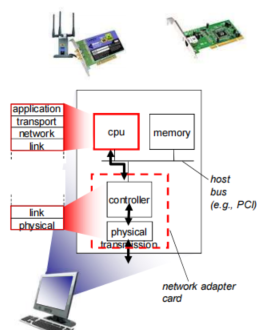 application
transport
network
link
cpu
memory
host
bus
(e.g., PCI)
controller
link
physical
physical
transmission
network adapter
card